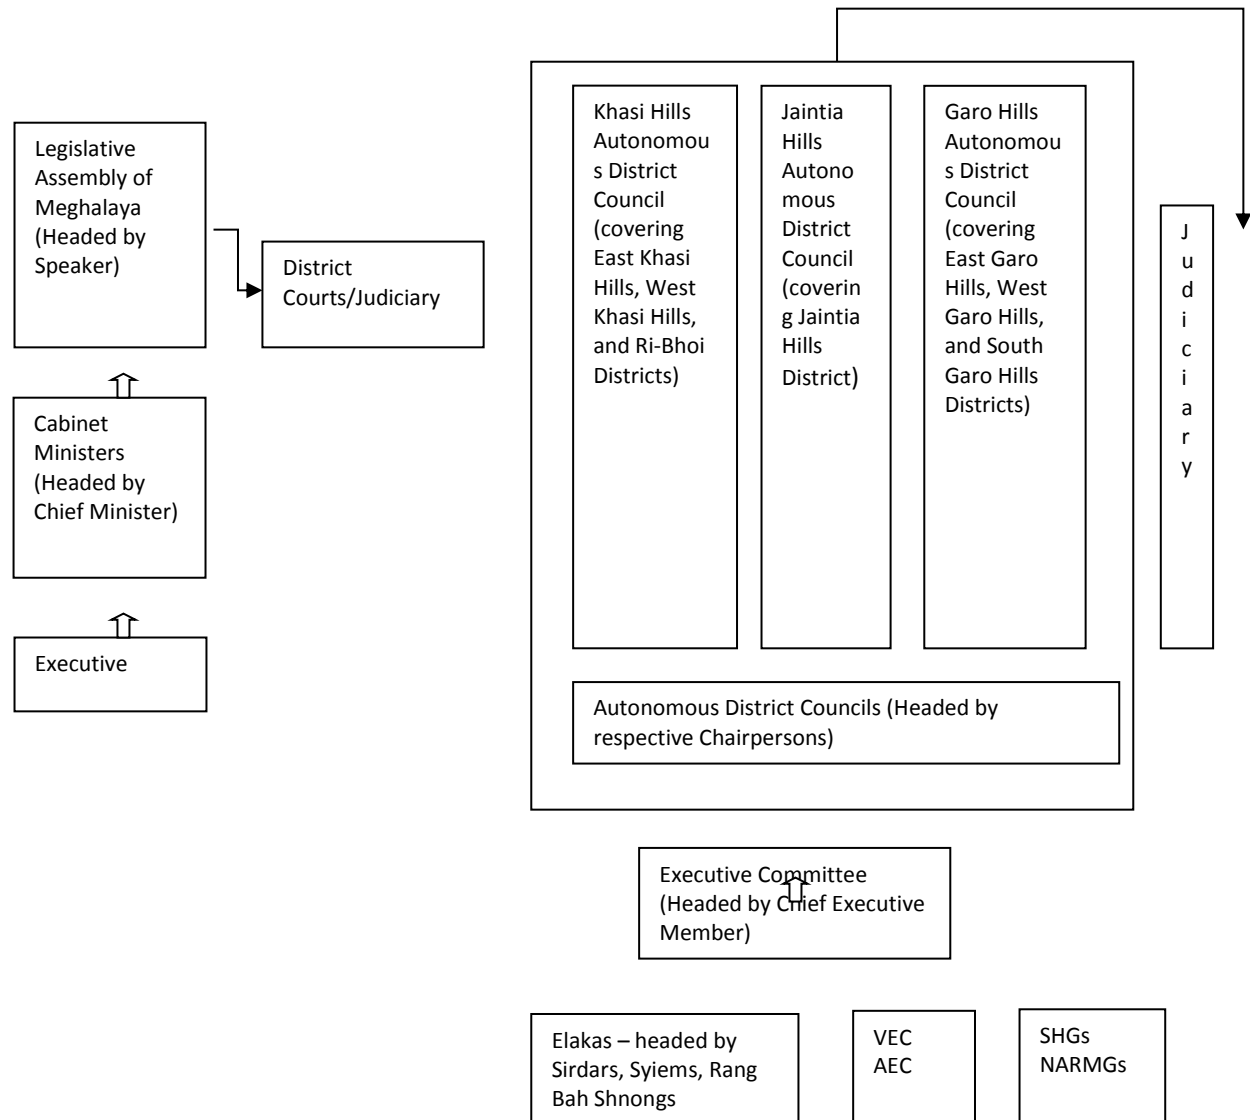 Legislative
Assembly of
Meghalaya
(Headed by
Speaker)
District
Courts/Judiciary
Cabinet
Ministers
(Headed by
Chief Minister)
Executive
Khasi Hills
Autonomou
s District
Council
(covering
East Khasi
Hills, West
Khasi Hills,
and Ri-Bhoi
Districts)
Jaintia
Hills
Autono
mous
District
Council
(coverin
g Jaintia
Hills
District)
Garo Hills
Autonomou
s District
Council
(covering
East Garo
Hills, West
Garo Hills,
and South
Garo Hills
Districts)
J
u
d
i
c
i
a
r
y
Autonomous District Councils (Headed by
respective Chairpersons)
Executive Committee
(Headed by Chief Executive
Member)
Elakas – headed by
Sirdars, Syiems, Rang
Bah Shnongs
VEC
AEC
SHGs
NARMGs